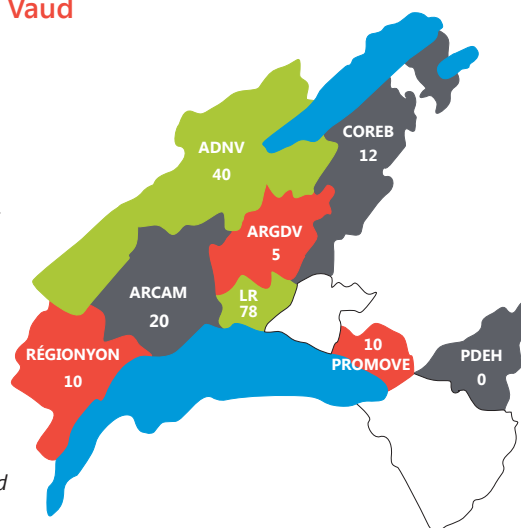 Vaud
COREB
12
ADNV
40
ARGDV
5
ARCAM
20
LR
78
RÉGIONYON
10
10
PROMOVE
PDEH
0
d